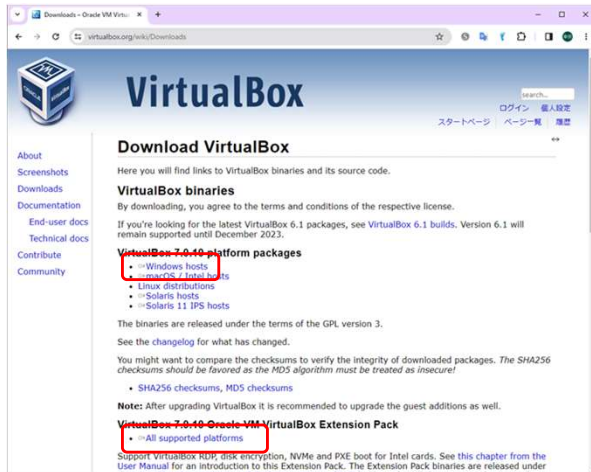 Downloads – Oracle VM Virtu
virtualbox.org/wiki/Downloads
VirtualBox
search...
ログイン 個人設定
スタートページ ページ一覧 履歴
About
Screenshots
Downloads
Documentation
End-user docs
Technical docs
Contribute
Community
Download VirtualBox
Here you will find links to VirtualBox binaries and its source code.
VirtualBox binaries
By downloading, you agree to the terms and conditions of the respective license.
If you're looking for the latest VirtualBox 6.1 packages, see VirtualBox 6.1 builds. Version 6.1 will
remain supported until December 2023.
VirtualBox 7.0.10 platform packages
Windows hosts
macOS / Intel hosts
Linux distributions
Solaris hosts
Solaris 11 IPS hosts
The binaries are released under the terms of the GPL version 3.
See the changelog for what has changed.
You might want to compare the checksums to verify the integrity of downloaded packages. The SHA256
checksums should be favored as the MD5 algorithm must be treated as insecure!
SHA256 checksums, MD5 checksums
Note: After upgrading VirtualBox it is recommended to upgrade the guest additions as well.
VirtualBox 7.0.10 Oracle VM VirtualBox Extension Pack
All supported platforms
Support VirtualBox RDP, disk encryption, NVMe and PXE boot for Intel cards. See this chapter from the
User Manual for an introduction to this Extension Pack. The Extension Pack binaries are released under